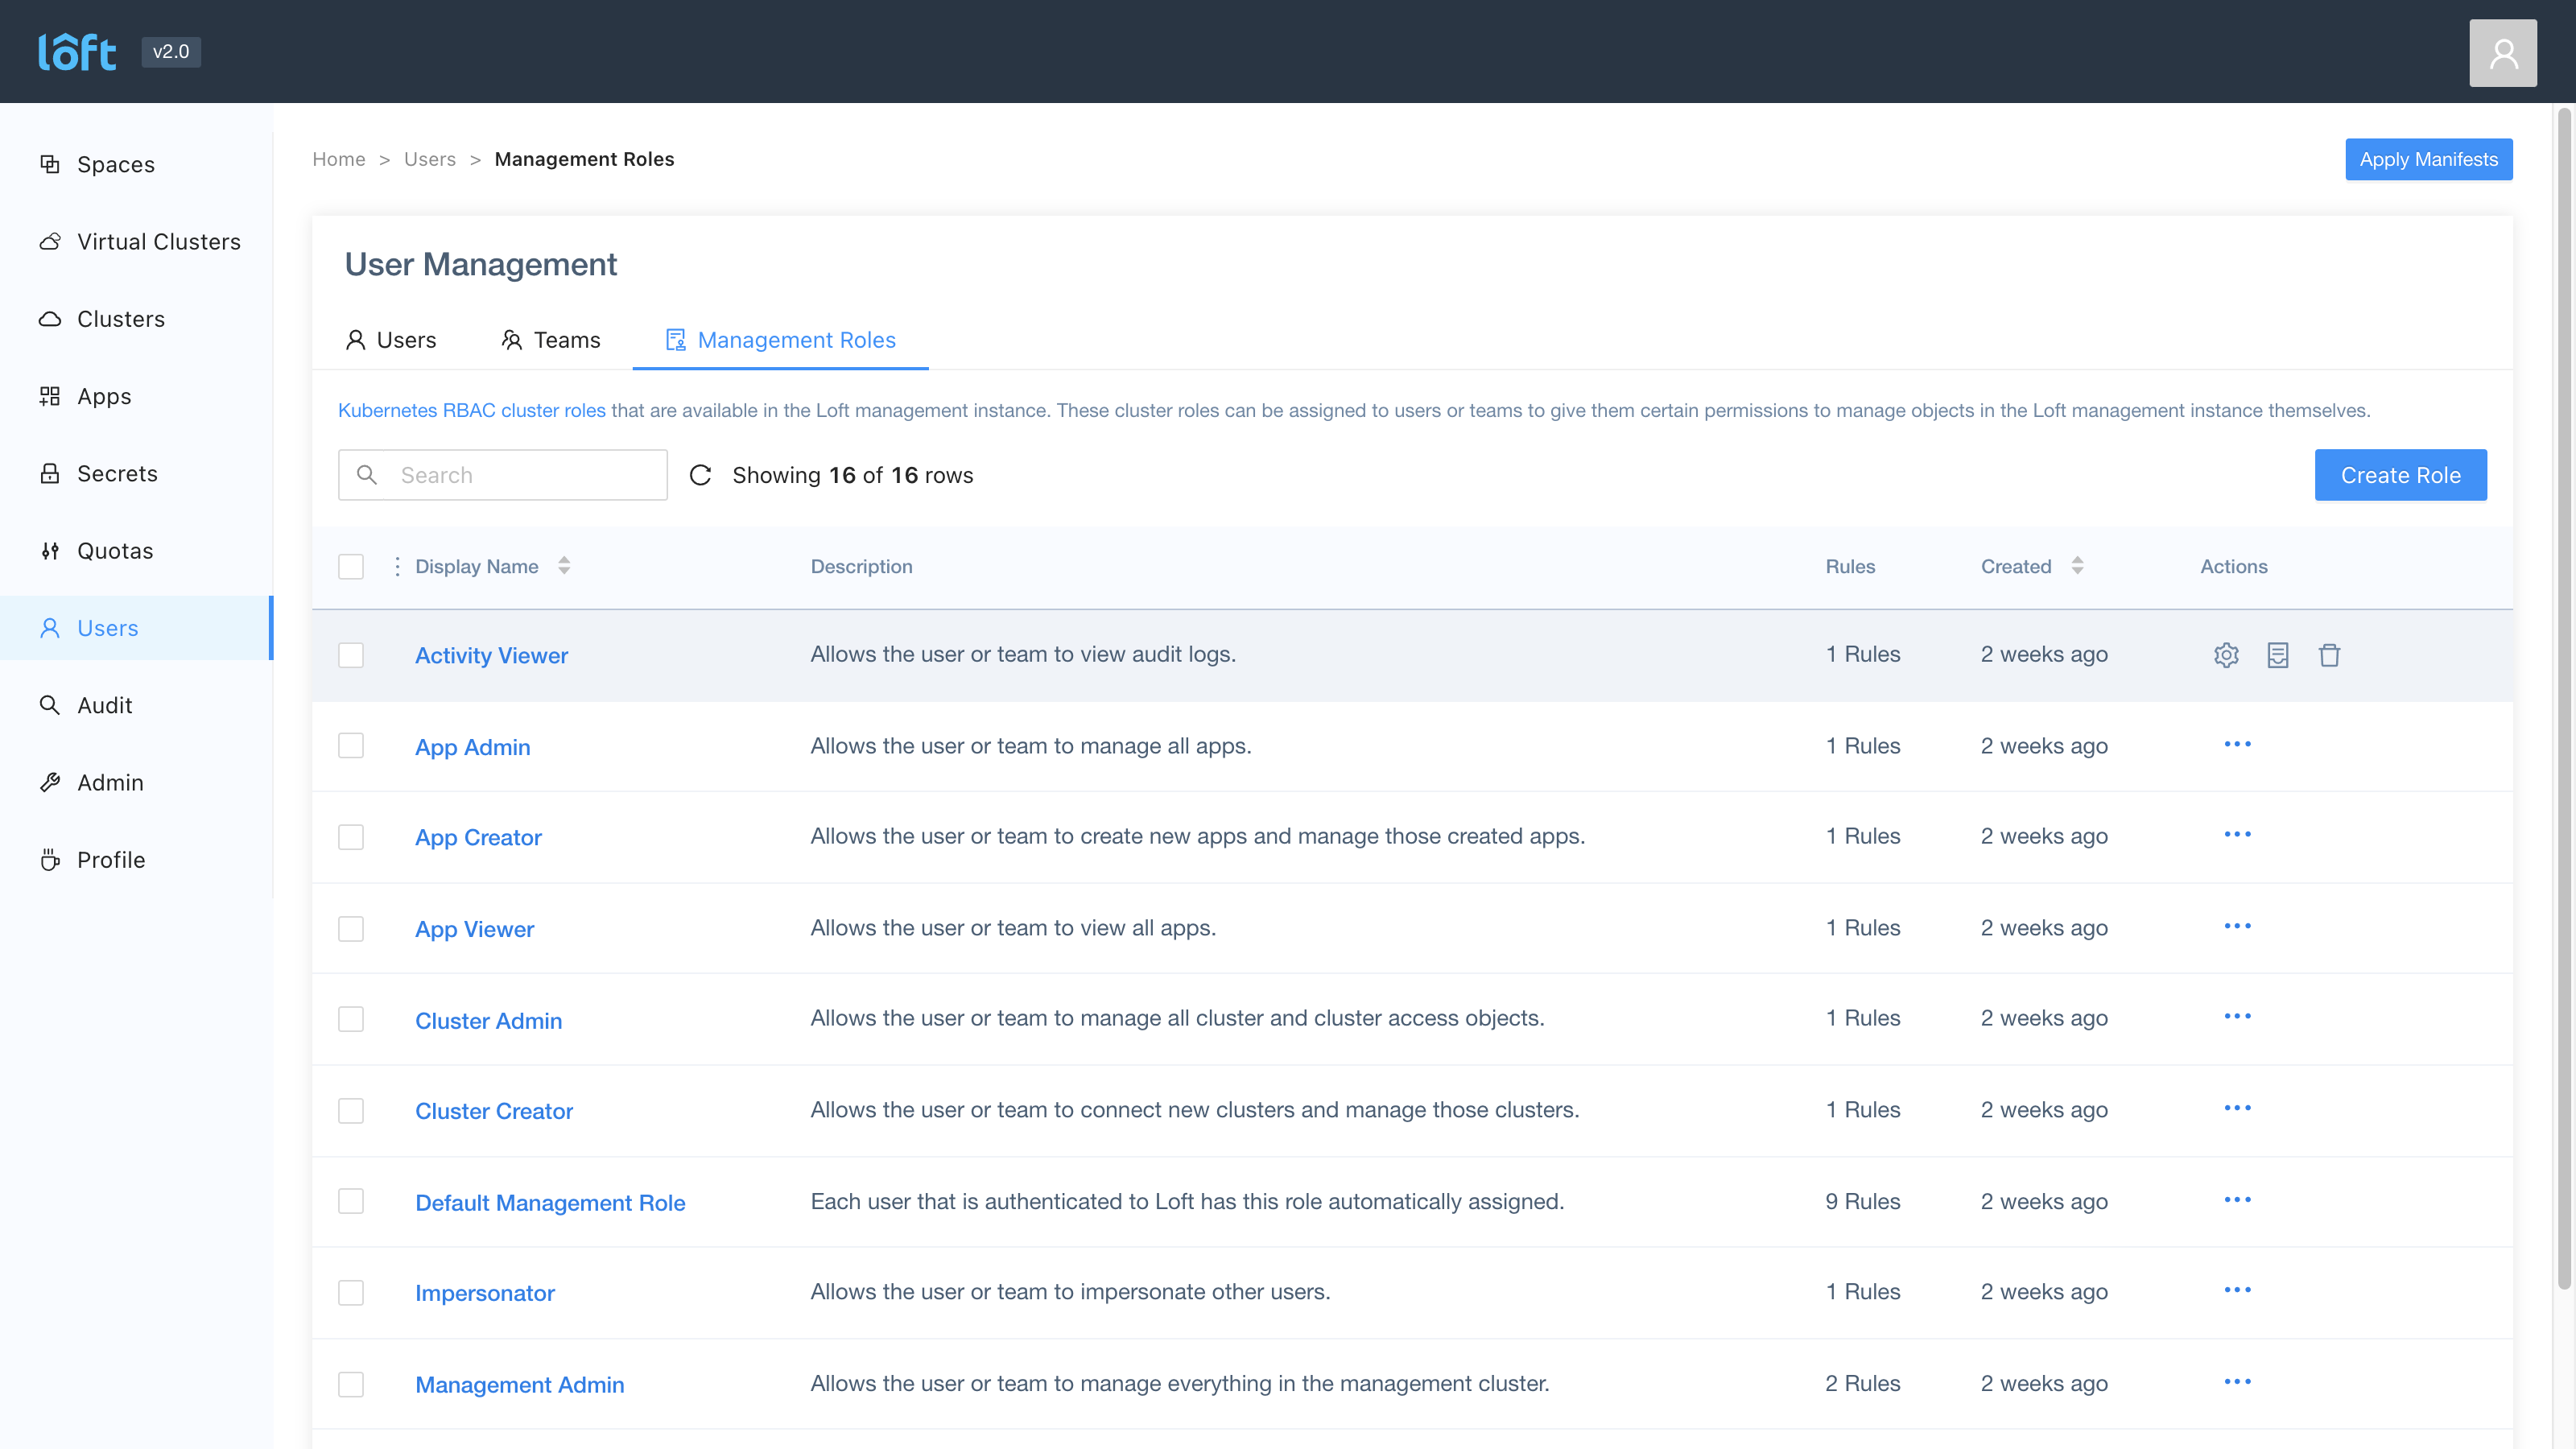 loft v2.0
Spaces
Virtual Clusters
Clusters
Apps
Secrets
Quotas
Users
Audit
Admin
Profile
Home > Users > Management Roles
Apply Manifests
User Management
Users Teams Management Roles
Kubernetes RBAC cluster roles that are available in the Loft management instance. These cluster roles can be assigned to users or teams to give them certain permissions to manage objects in the Loft management instance themselves.
Search Showing 16 of 16 rows Create Role
Display Name Description Rules Created Actions
Activity Viewer Allows the user or team to view audit logs. 1 Rules 2 weeks ago
App Admin Allows the user or team to manage all apps. 1 Rules 2 weeks ago
App Creator Allows the user or team to create new apps and manage those created apps. 1 Rules 2 weeks ago
App Viewer Allows the user or team to view all apps. 1 Rules 2 weeks ago
Cluster Admin Allows the user or team to manage all cluster and cluster access objects. 1 Rules 2 weeks ago
Cluster Creator Allows the user or team to connect new clusters and manage those clusters. 1 Rules 2 weeks ago
Default Management Role Each user that is authenticated to Loft has this role automatically assigned. 9 Rules 2 weeks ago
Impersonator Allows the user or team to impersonate other users. 1 Rules 2 weeks ago
Management Admin Allows the user or team to manage everything in the management cluster. 2 Rules 2 weeks ago